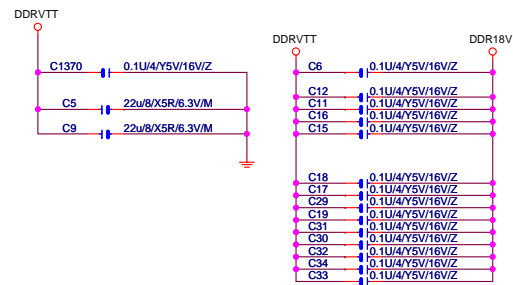 DDRVTT
C1370 0.1U/4/Y5V/16V/Z
C5 22u/8/X5R/6.3V/M
C9 22u/8/X5R/6.3V/M
DDRVTT DDR18V
C6 0.1U/4/Y5V/16V/Z
C12 0.1U/4/Y5V/16V/Z
C11 0.1U/4/Y5V/16V/Z
C16 0.1U/4/Y5V/16V/Z
C15 0.1U/4/Y5V/16V/Z
C18 0.1U/4/Y5V/16V/Z
C17 0.1U/4/Y5V/16V/Z
C29 0.1U/4/Y5V/16V/Z
C19 0.1U/4/Y5V/16V/Z
C31 0.1U/4/Y5V/16V/Z
C30 0.1U/4/Y5V/16V/Z
C32 0.1U/4/Y5V/16V/Z
C34 0.1U/4/Y5V/16V/Z
C33 0.1U/4/Y5V/16V/Z